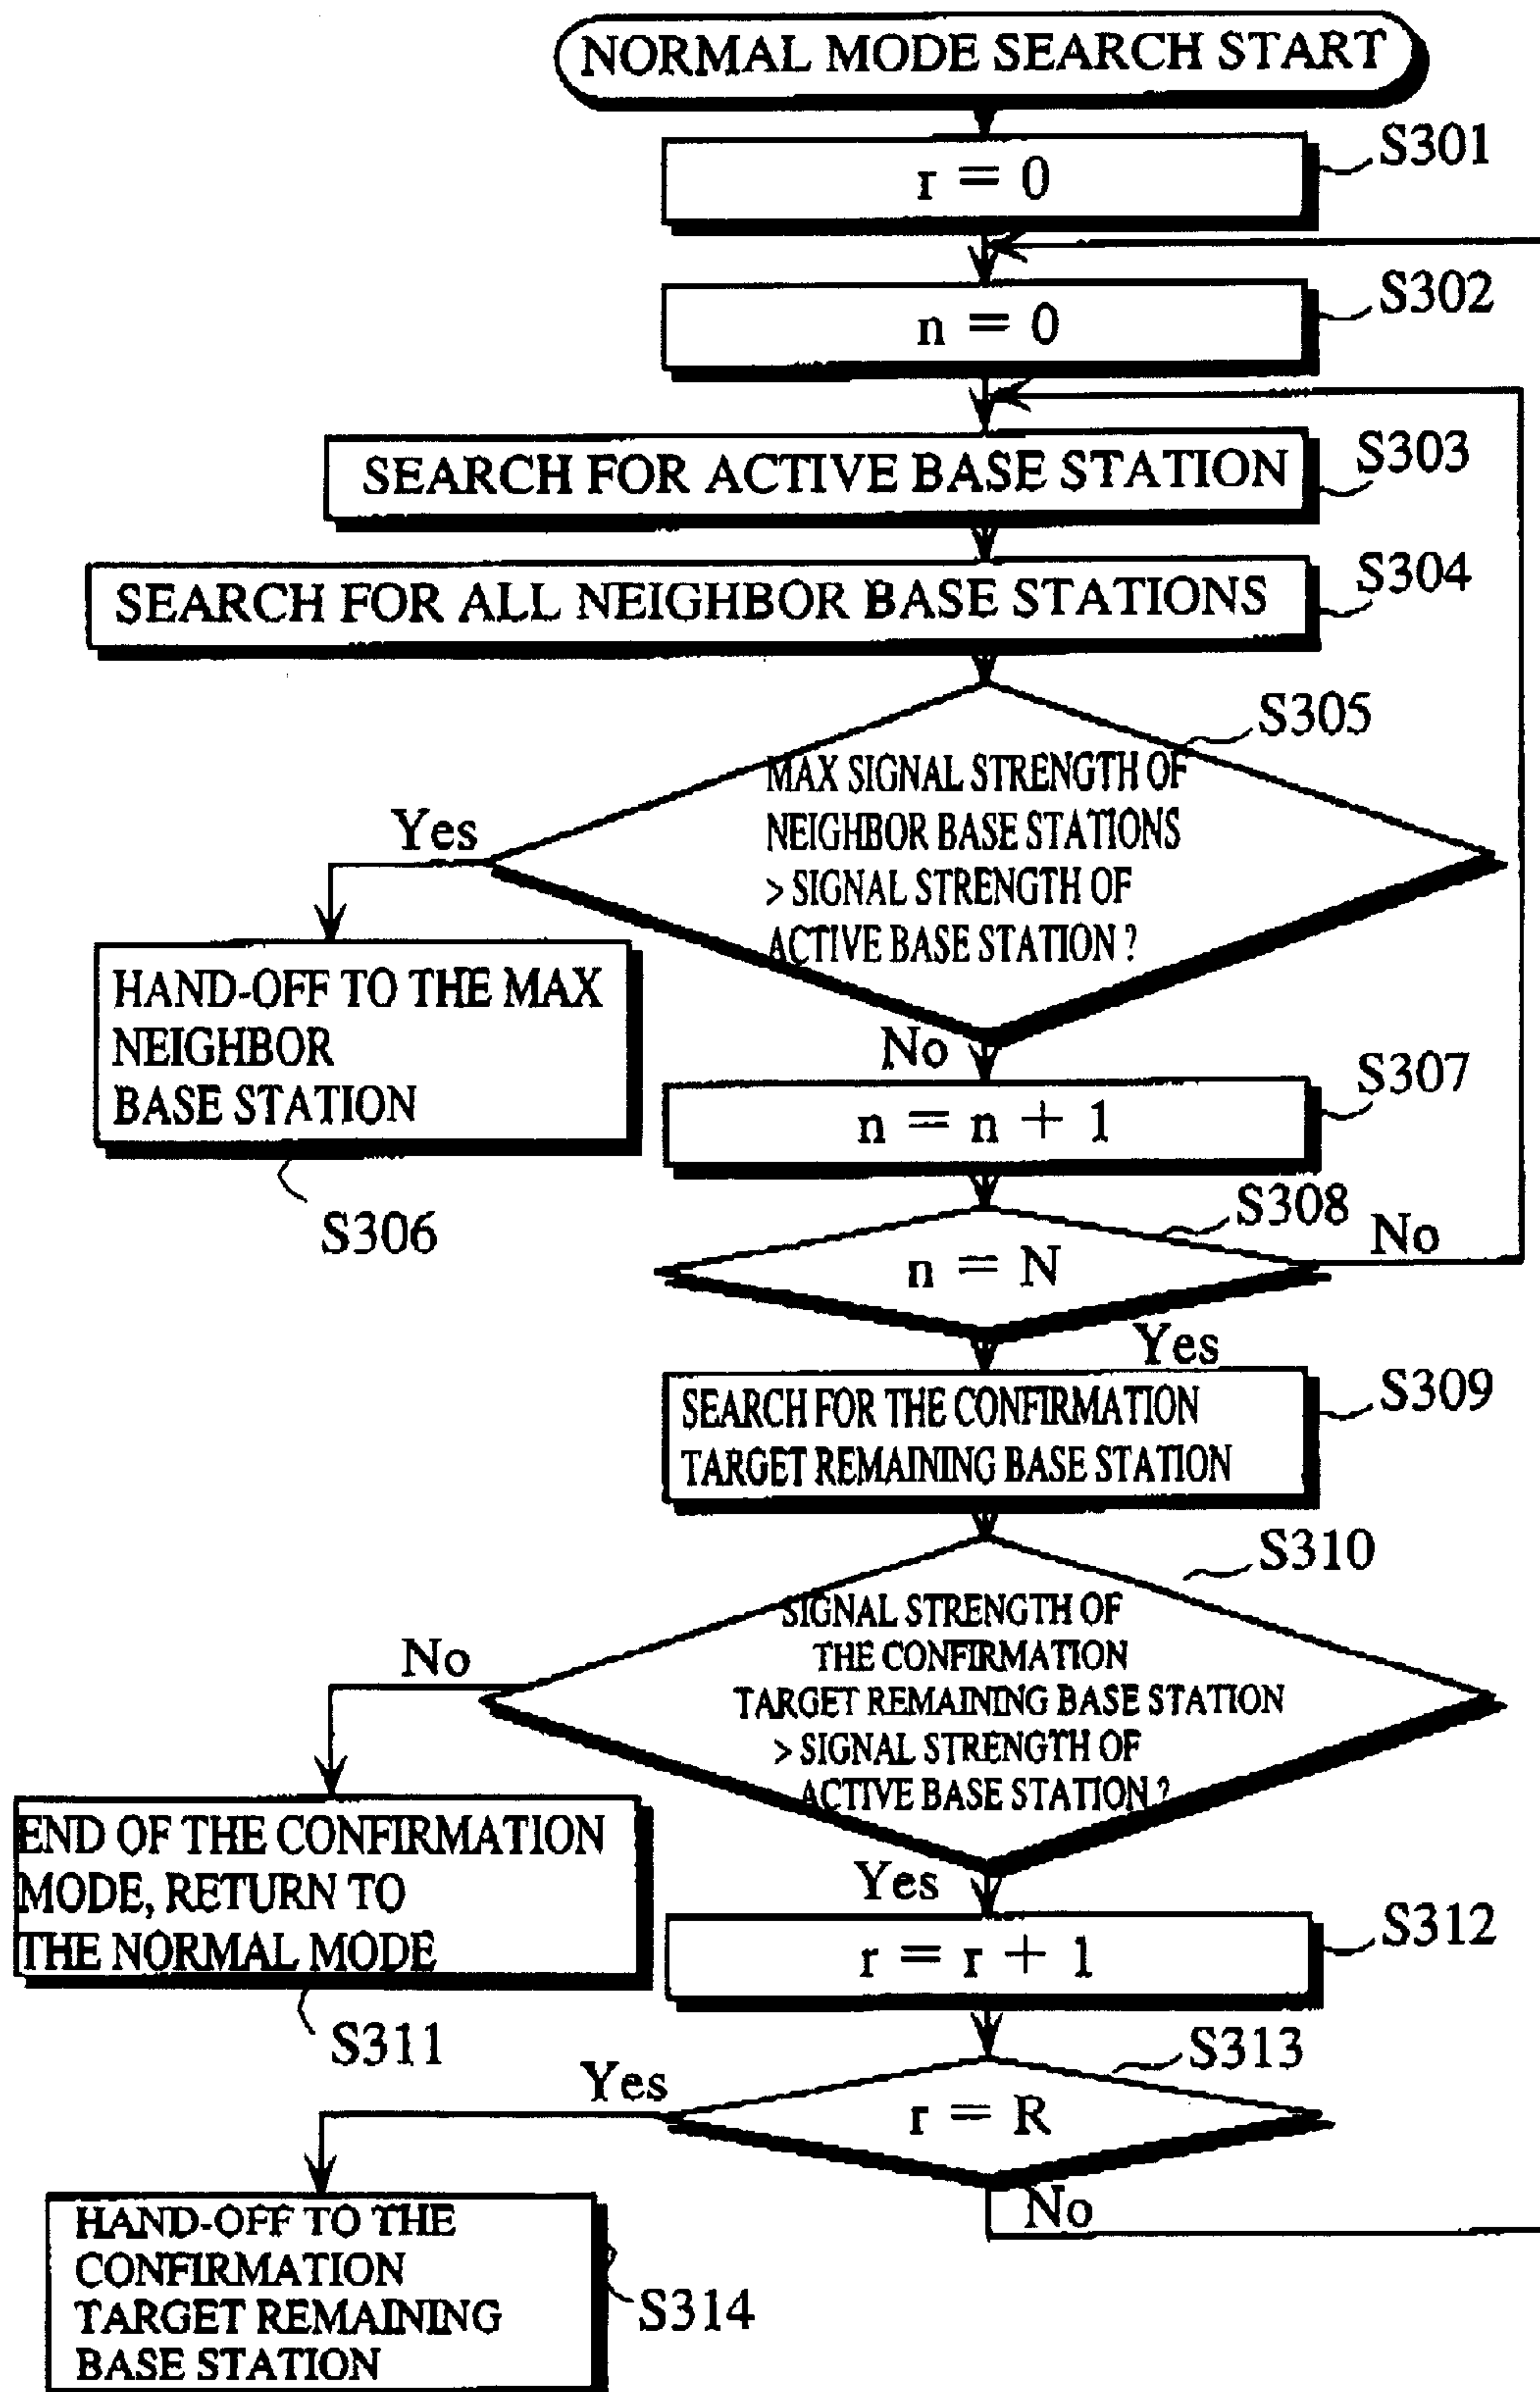 NORMAL MODE SEARCH START
S301
r = 0
S302
n = 0
S303
SEARCH FOR ACTIVE BASE STATION
S304
SEARCH FOR ALL NEIGHBOR BASE STATIONS
S305
MAX SIGNAL STRENGTH OF
NEIGHBOR BASE STATIONS
> SIGNAL STRENGTH OF
ACTIVE BASE STATION ?
Yes
HAND-OFF TO THE MAX
NEIGHBOR
BASE STATION
S306
No
S307
n = n + 1
S308
No
n = N
Yes
S309
SEARCH FOR THE CONFIRMATION
TARGET REMAINING BASE STATION
S310
SIGNAL STRENGTH OF
THE CONFIRMATION
TARGET REMAINING BASE STATION
> SIGNAL STRENGTH OF
ACTIVE BASE STATION ?
No
END OF THE CONFIRMATION
MODE, RETURN TO
THE NORMAL MODE
S311
Yes
S312
r = r + 1
S313
Yes
r = R
No
HAND-OFF TO THE
CONFIRMATION
TARGET REMAINING
BASE STATION
S314